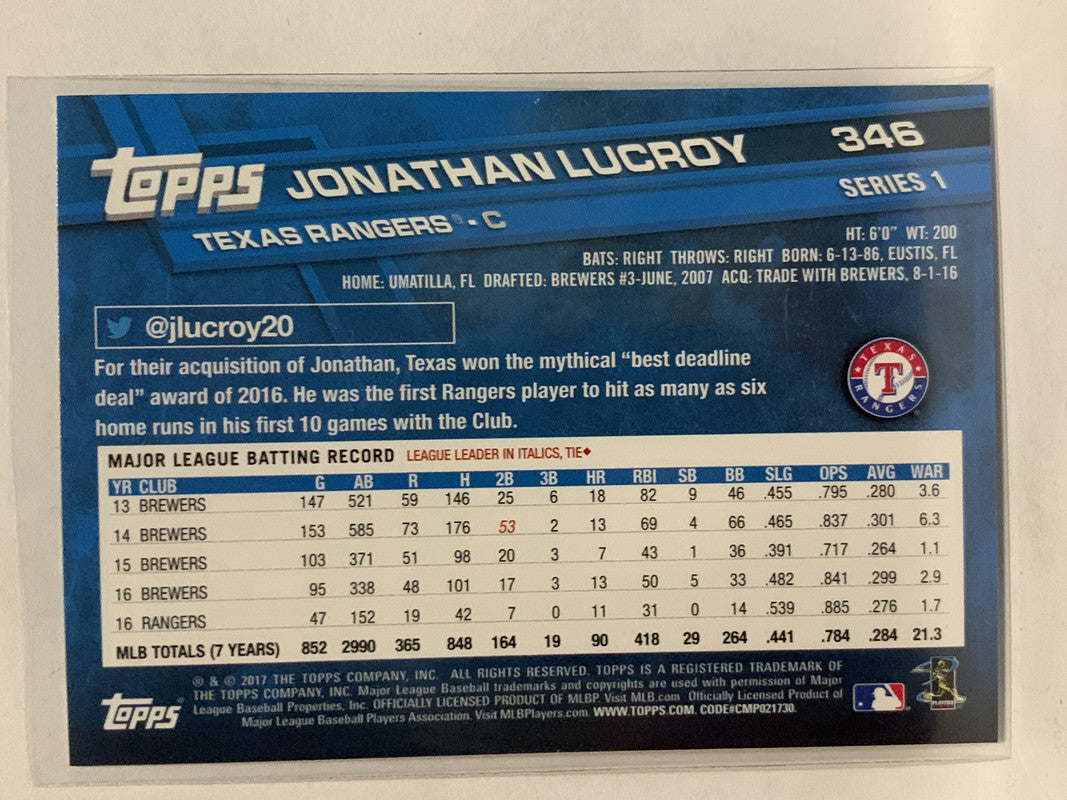 topps JONATHAN LUCROY 346
TEXAS RANGERS® - C SERIES 1
HT: 6'0" WT: 200
BATS: RIGHT THROWS: RIGHT BORN: 6-13-86, EUSTIS, FL
HOME: UMATILLA, FL DRAFTED: BREWERS #3-JUNE, 2007 ACQ: TRADE WITH BREWERS, 8-1-16
@jlucroy20
For their acquisition of Jonathan, Texas won the mythical “best deadline
deal” award of 2016. He was the first Rangers player to hit as many as six
home runs in his first 10 games with the Club.
TEXAS T RANGERS
MAJOR LEAGUE BATTING RECORD LEAGUE LEADER IN ITALICS, TIE◆
YR CLUB G AB R H 2B 3B HR RBI SB BB SLG OPS AVG WAR
13 BREWERS 147 521 59 146 25 6 18 82 9 46 .455 .795 .280 3.6
14 BREWERS 153 585 73 176 53 2 13 69 4 66 .465 .837 .301 6.3
15 BREWERS 103 371 51 98 20 3 7 43 1 36 .391 .717 .264 1.1
16 BREWERS 95 338 48 101 17 3 13 50 5 33 .482 .841 .299 2.9
16 RANGERS 47 152 19 42 7 0 11 31 0 14 .539 .885 .276 1.7
MLB TOTALS (7 YEARS) 852 2990 365 848 164 19 90 418 29 264 .441 .784 .284 21.3
® & © 2017 THE TOPPS COMPANY, INC. ALL RIGHTS RESERVED. TOPPS IS A REGISTERED TRADEMARK OF
THE TOPPS COMPANY, INC. Major League Baseball trademarks and copyrights are used with permission of Major
League Baseball Properties, Inc. OFFICIALLY LICENSED PRODUCT OF MLBP. Visit MLB.com. Officially Licensed Product of
Major League Baseball Players Association. Visit MLBPlayers.com. WWW.TOPPS.COM. CODE#CMP021730.
topps®
PLAYERS